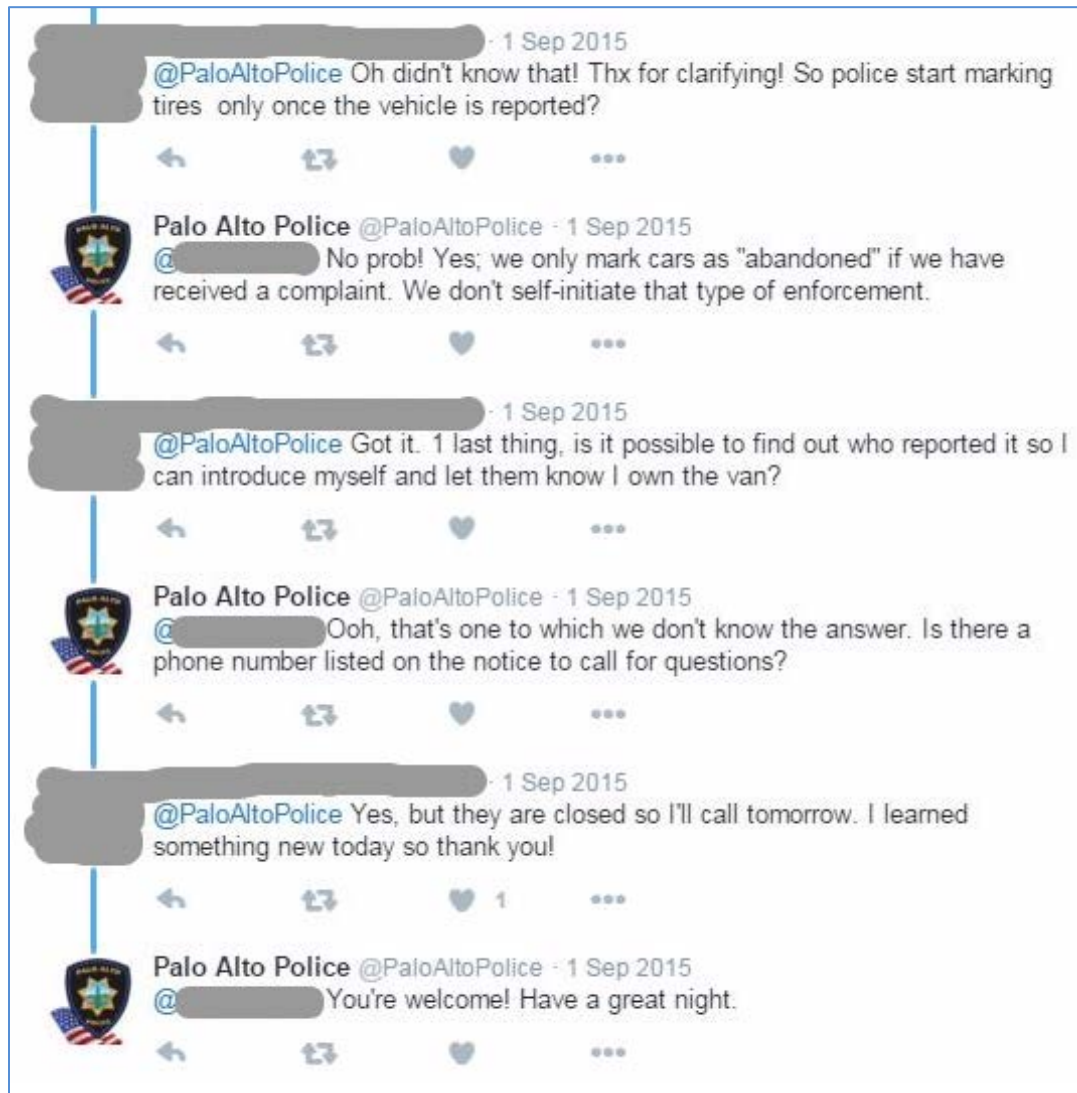 · 1 Sep 2015
@PaloAltoPolice Oh didn't know that! Thx for clarifying! So police start marking
tires only once the vehicle is reported?
Palo Alto Police @PaloAltoPolice · 1 Sep 2015
@ No prob! Yes; we only mark cars as "abandoned" if we have
received a complaint. We don't self-initiate that type of enforcement.
· 1 Sep 2015
@PaloAltoPolice Got it. 1 last thing, is it possible to find out who reported it so I
can introduce myself and let them know I own the van?
Palo Alto Police @PaloAltoPolice · 1 Sep 2015
@ Ooh, that's one to which we don't know the answer. Is there a
phone number listed on the notice to call for questions?
· 1 Sep 2015
@PaloAltoPolice Yes, but they are closed so I'll call tomorrow. I learned
something new today so thank you!
1
Palo Alto Police @PaloAltoPolice · 1 Sep 2015
@ You're welcome! Have a great night.